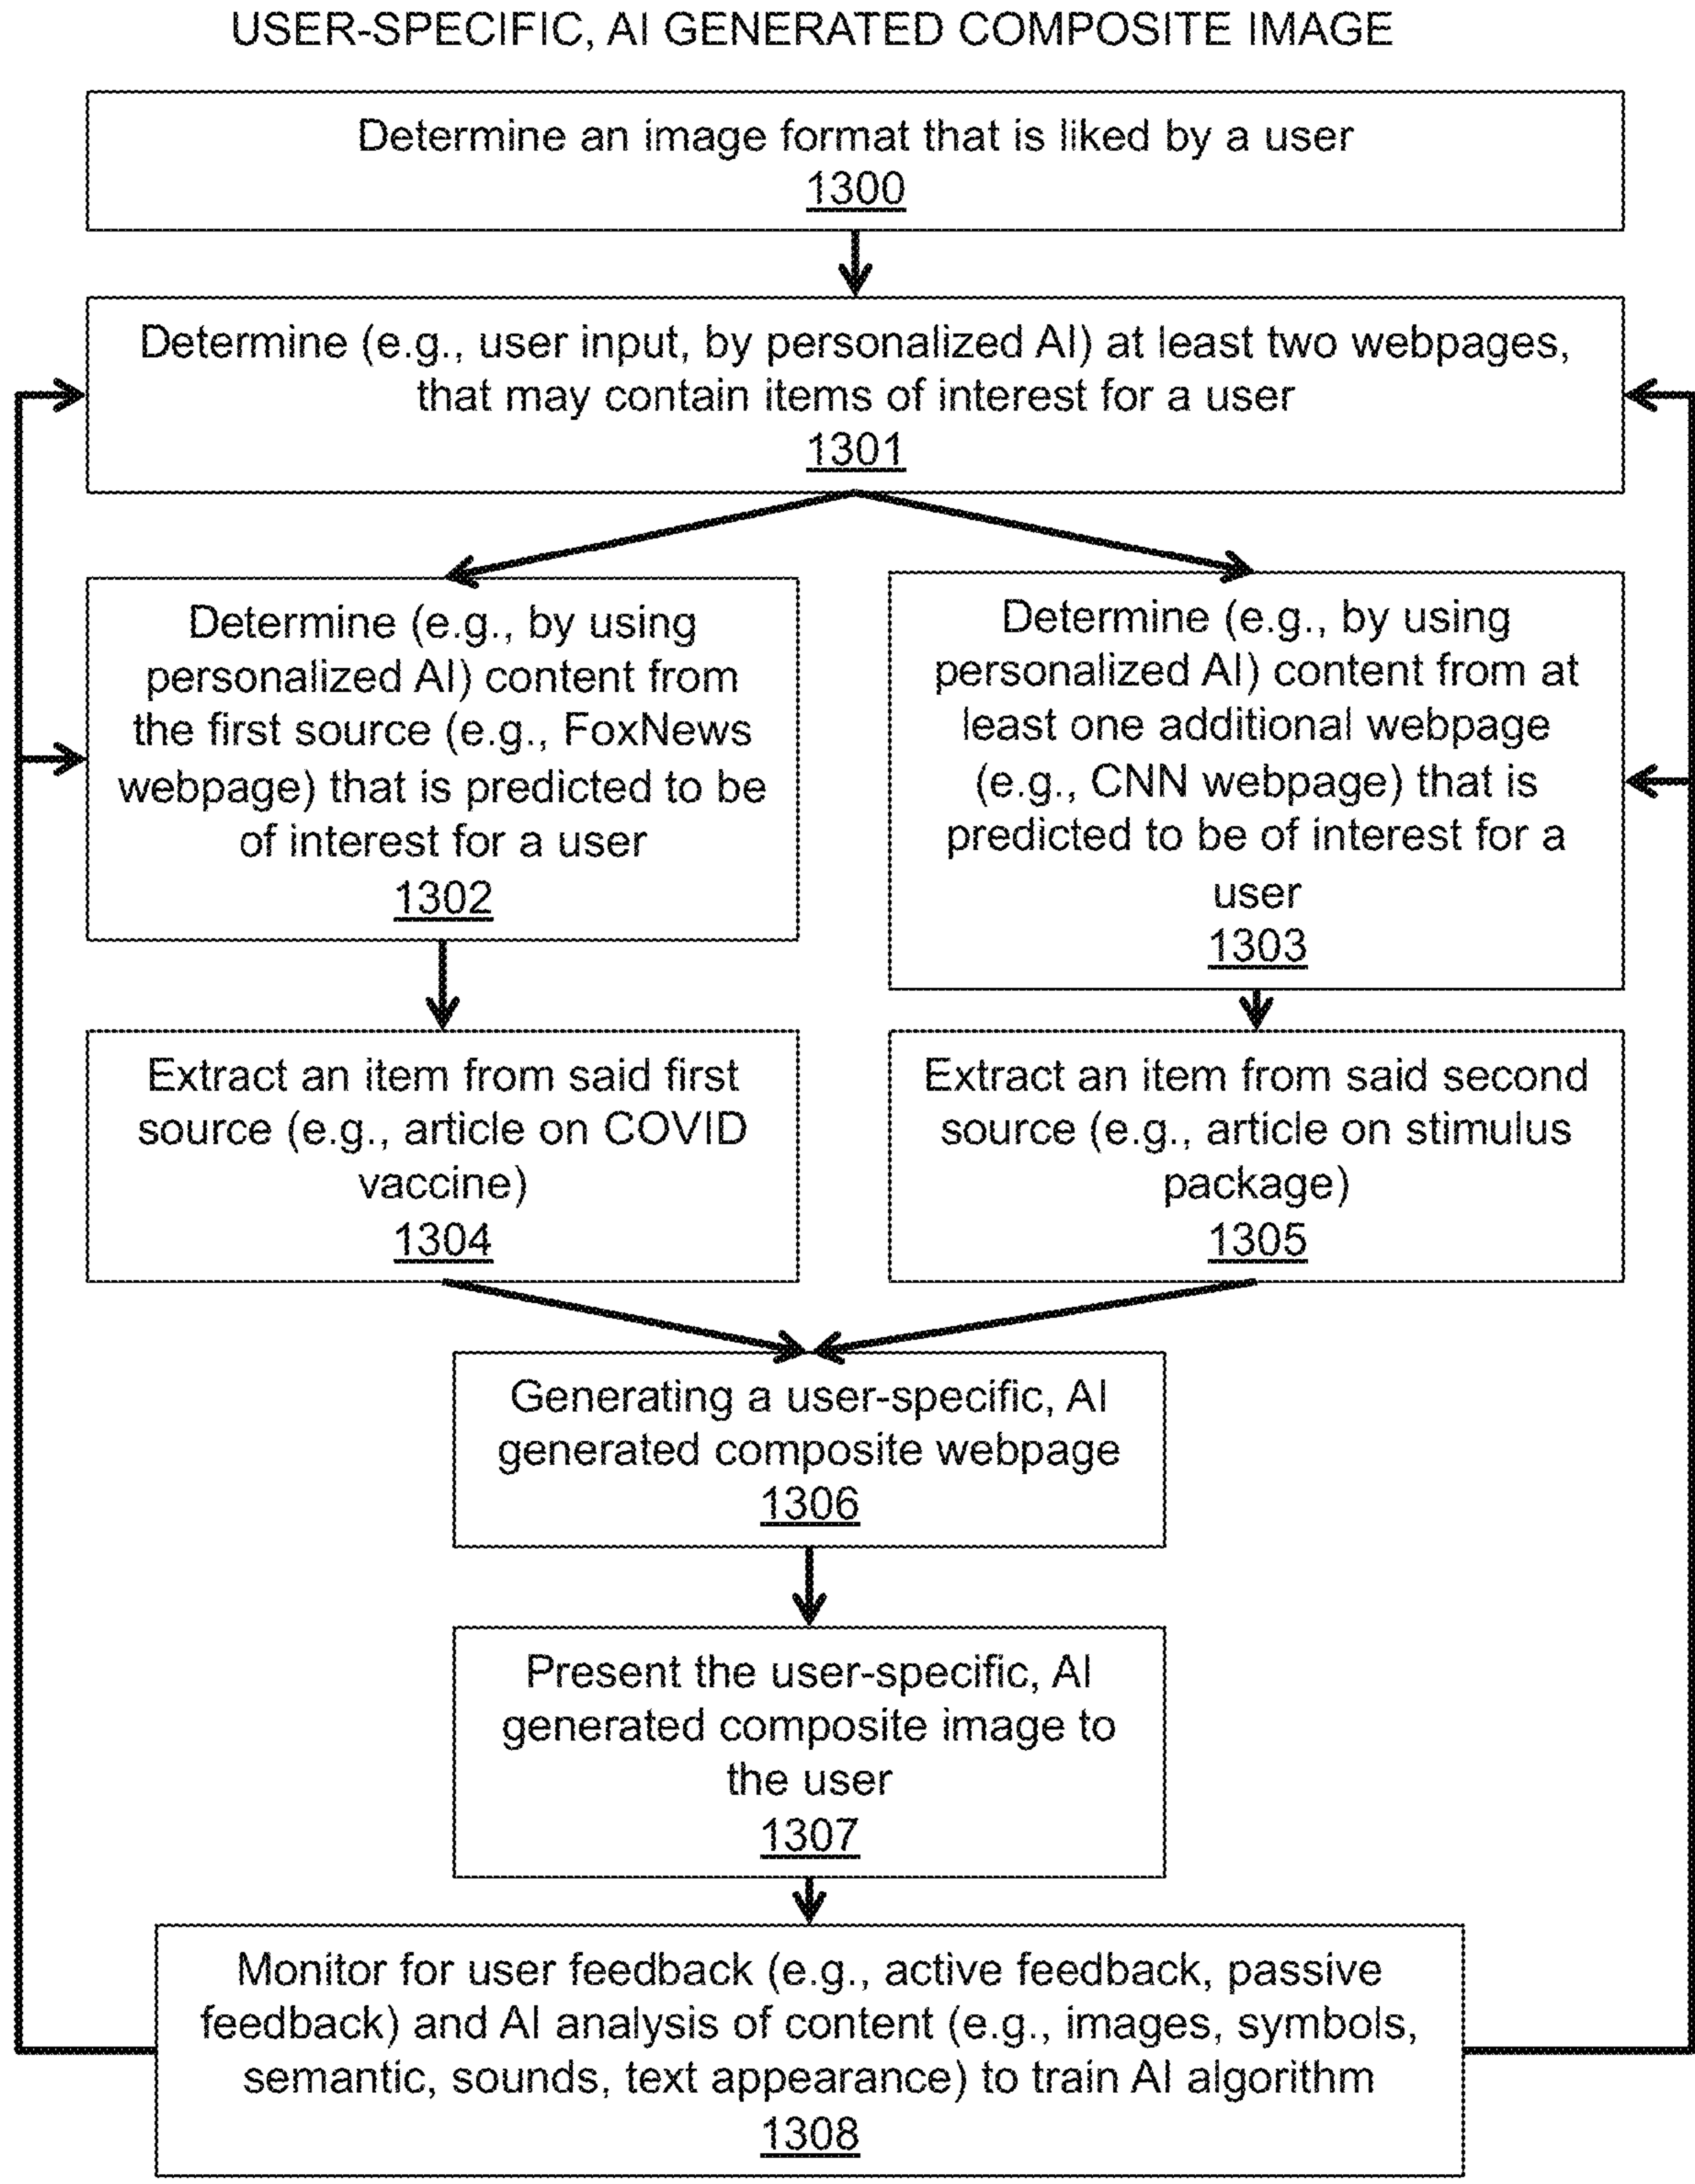 USER-SPECIFIC, AI GENERATED COMPOSITE IMAGE
Determine an image format that is liked by a user
1300
Determine (e.g., user input, by personalized AI) at least two webpages,
that may contain items of interest for a user
1301
Determine (e.g., by using
personalized AI) content from
the first source (e.g., FoxNews
webpage) that is predicted to be
of interest for a user
1302
Determine (e.g., by using
personalized AI) content from at
least one additional webpage
(e.g., CNN webpage) that is
predicted to be of interest for a
user
1303
Extract an item from said first
source (e.g., article on COVID
vaccine)
1304
Extract an item from said second
source (e.g., article on stimulus
package)
1305
Generating a user-specific, AI
generated composite webpage
1306
Present the user-specific, AI
generated composite image to
the user
1307
Monitor for user feedback (e.g., active feedback, passive
feedback) and AI analysis of content (e.g., images, symbols,
semantic, sounds, text appearance) to train AI algorithm
1308